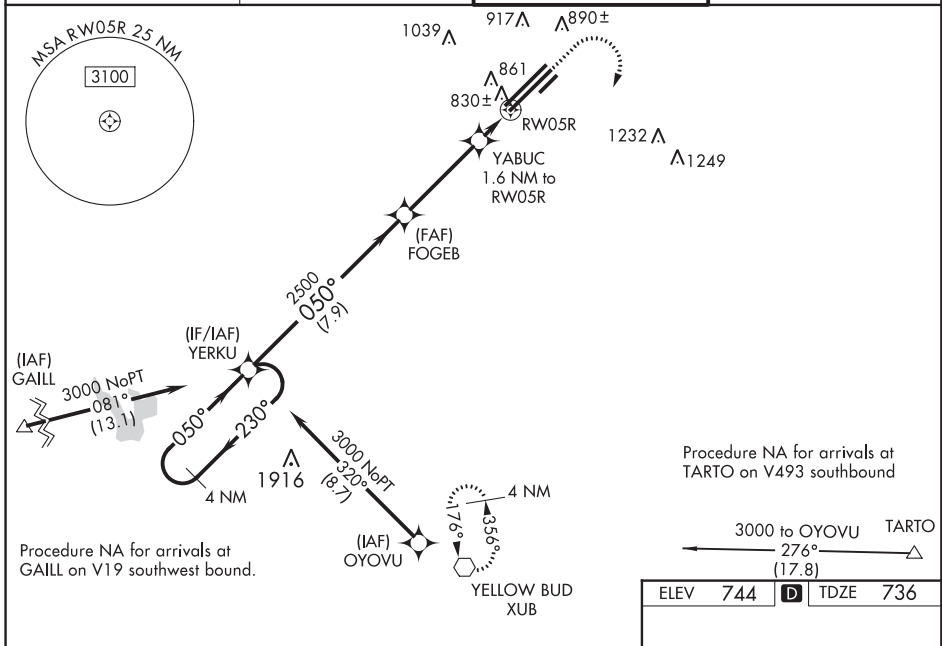 MSA RW05R 25 NM
3100
1039
917
890±
861
830±
RW05R
1232
1249
YABUC
1.6 NM to
RW05R
(FAF)
FOGEB
2500
050°
(7.9)
(IF/IAF)
YERKU
(IAF)
GAILL
3000 NoPT
081°
(13.1)
050°
230°
4 NM
1916
3000 NoPT
320°
(8.7)
(IAF)
OYOVU
176°
356°
4 NM
YELLOW BUD
XUB
Procedure NA for arrivals at
GAILL on V19 southwest bound.
Procedure NA for arrivals at
TARTO on V493 southbound
3000 to OYOVU
TARTO
276°
(17.8)
ELEV 744 D TDZE 736